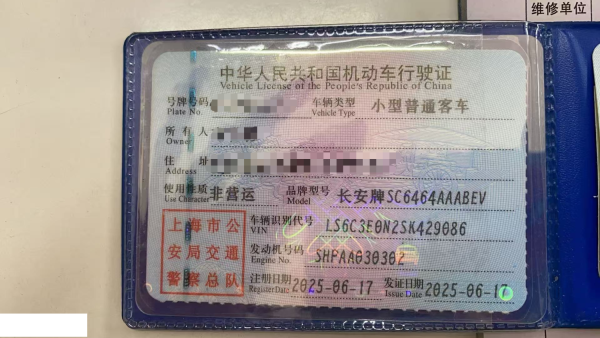 维修单位
中华人民共和国机动车行驶证
Vehicle License of the People's Republic of China
号牌号码 车辆类型 小型普通客车
Plate No. Vehicle Type
所有人
Owner
住址
Address
使用性质 非营运 品牌型号 长安牌SC6464AAABEV
Use Character Model
上海市公
安局交通
警察总队
车辆识别代号 LS6C3E0N2SK429086
VIN
发动机号码 SHPAA030302
Engine No.
注册日期 2025-06-17 发证日期 2025-06-17
Register Date Issue Date